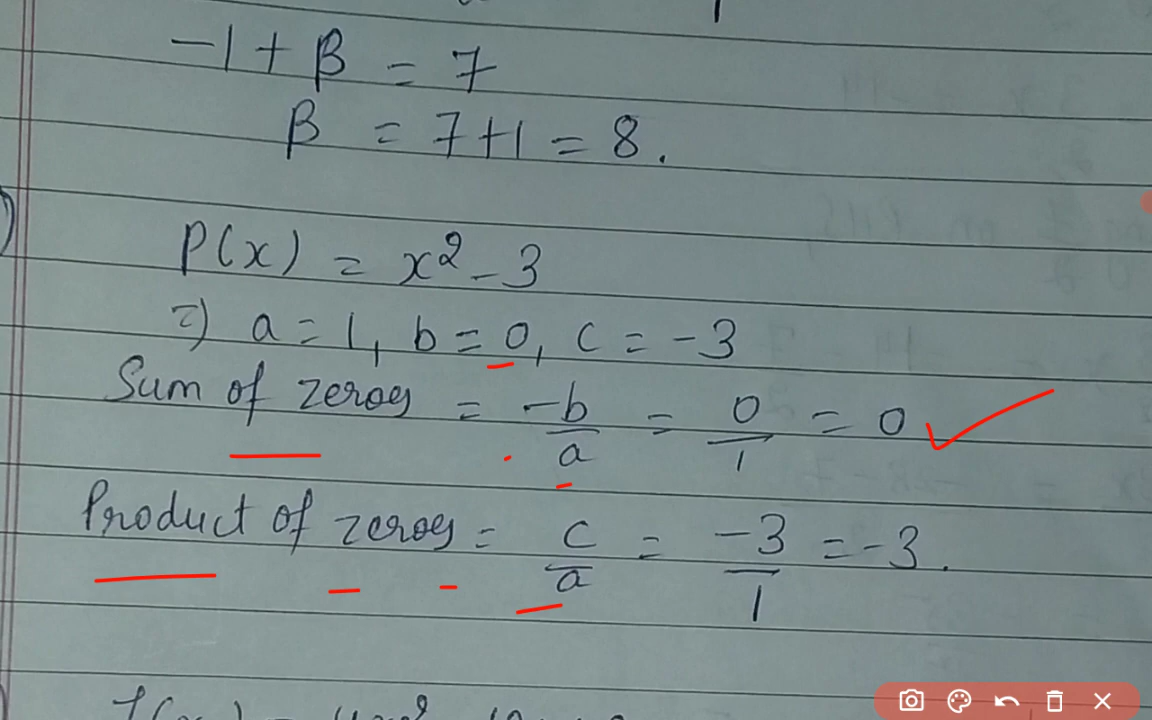 -1 + β = 7
β = 7+1 = 8.
P(x) = x² - 3
=) a = 1, b = 0, c = -3
Sum of zeroes = -b/a = 0/1 = 0
Product of zeroes = c/a = -3/1 = -3.